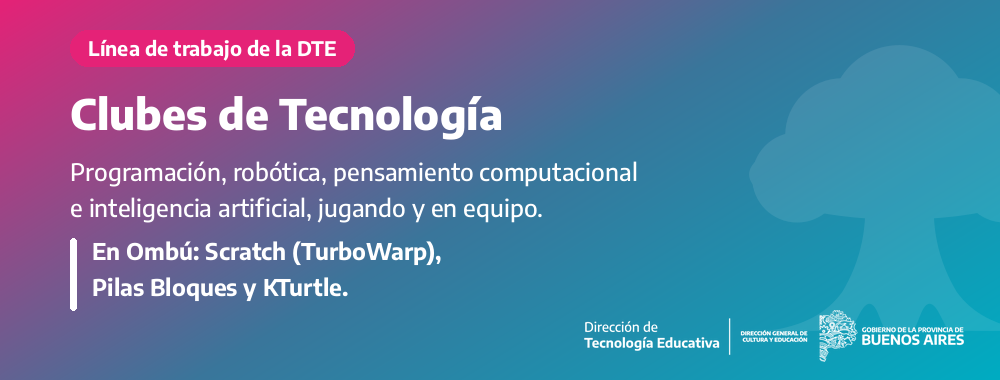 Línea de trabajo de la DTE
Clubes de Tecnología
Programación, robótica, pensamiento computacional
e inteligencia artificial, jugando y en equipo.
En Ombú: Scratch (TurboWarp),
Pilas Bloques y KTurtle.
Dirección de
Tecnología Educativa
DIRECCIÓN GENERAL DE
CULTURA Y EDUCACIÓN
GOBIERNO DE LA PROVINCIA DE
BUENOS AIRES